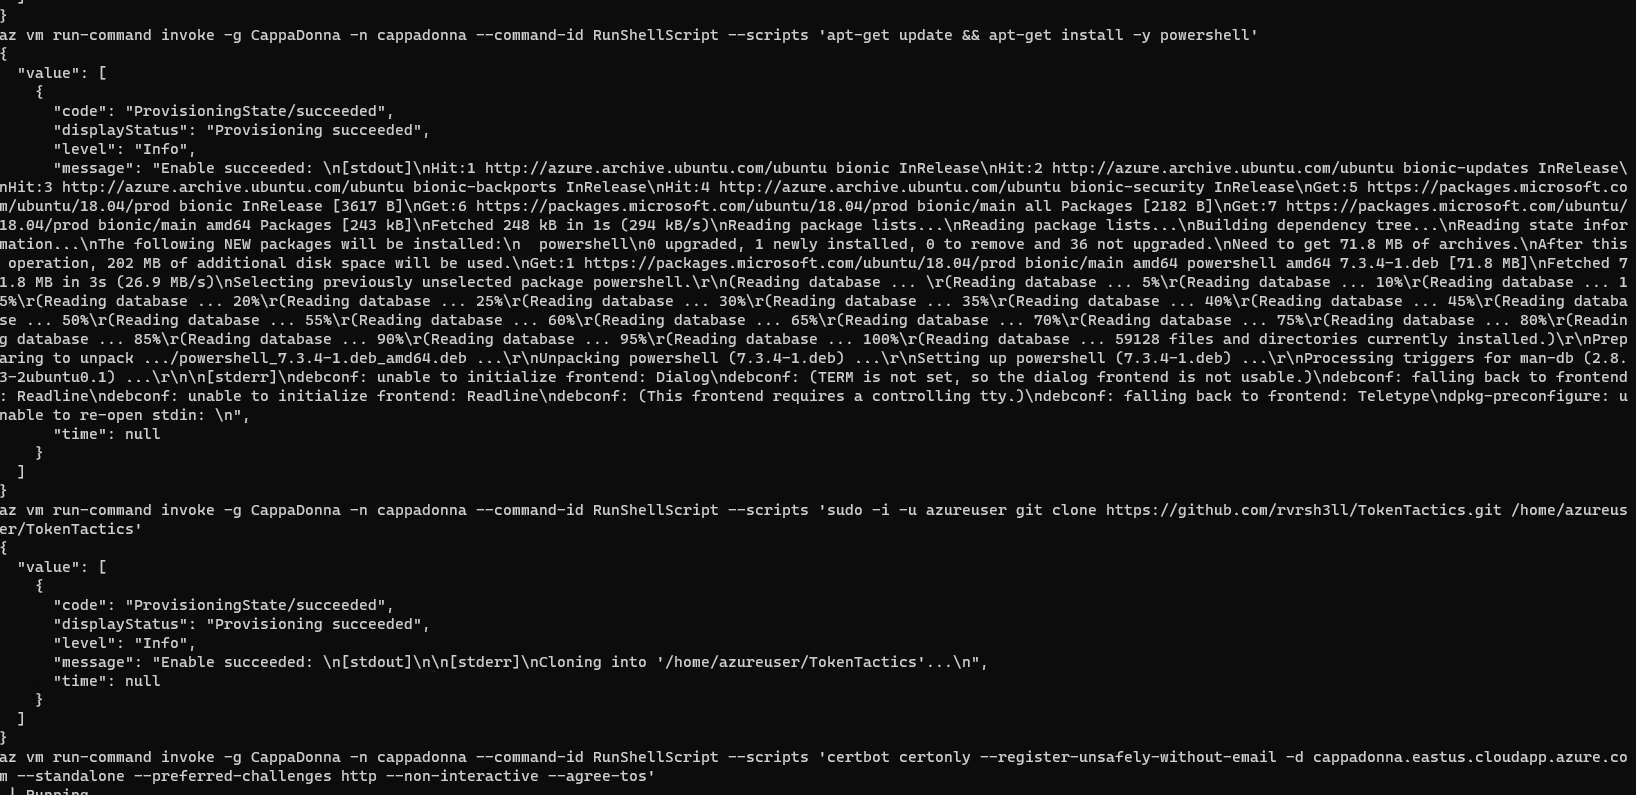 ]
}
az vm run-command invoke -g CappaDonna -n cappadonna --command-id RunShellScript --scripts 'apt-get update && apt-get install -y powershell'
{
  "value": [
    {
      "code": "ProvisioningState/succeeded",
      "displayStatus": "Provisioning succeeded",
      "level": "Info",
      "message": "Enable succeeded: \n[stdout]\nHit:1 http://azure.archive.ubuntu.com/ubuntu bionic InRelease\nHit:2 http://azure.archive.ubuntu.com/ubuntu bionic-updates InRelease\
nHit:3 http://azure.archive.ubuntu.com/ubuntu bionic-backports InRelease\nHit:4 http://azure.archive.ubuntu.com/ubuntu bionic-security InRelease\nGet:5 https://packages.microsoft.co
m/ubuntu/18.04/prod bionic InRelease [3617 B]\nGet:6 https://packages.microsoft.com/ubuntu/18.04/prod bionic/main all Packages [2182 B]\nGet:7 https://packages.microsoft.com/ubuntu/
18.04/prod bionic/main amd64 Packages [243 kB]\nFetched 248 kB in 1s (294 kB/s)\nReading package lists...\nReading package lists...\nBuilding dependency tree...\nReading state infor
mation...\nThe following NEW packages will be installed:\n  powershell\n0 upgraded, 1 newly installed, 0 to remove and 36 not upgraded.\nNeed to get 71.8 MB of archives.\nAfter this
 operation, 202 MB of additional disk space will be used.\nGet:1 https://packages.microsoft.com/ubuntu/18.04/prod bionic/main amd64 powershell amd64 7.3.4-1.deb [71.8 MB]\nFetched 7
1.8 MB in 3s (26.9 MB/s)\nSelecting previously unselected package powershell.\r\n(Reading database ... \r(Reading database ... 5%\r(Reading database ... 10%\r(Reading database ... 1
5%\r(Reading database ... 20%\r(Reading database ... 25%\r(Reading database ... 30%\r(Reading database ... 35%\r(Reading database ... 40%\r(Reading database ... 45%\r(Reading databa
se ... 50%\r(Reading database ... 55%\r(Reading database ... 60%\r(Reading database ... 65%\r(Reading database ... 70%\r(Reading database ... 75%\r(Reading database ... 80%\r(Readin
g database ... 85%\r(Reading database ... 90%\r(Reading database ... 95%\r(Reading database ... 100%\r(Reading database ... 59128 files and directories currently installed.)\r\nPrep
aring to unpack .../powershell_7.3.4-1.deb_amd64.deb ...\r\nUnpacking powershell (7.3.4-1.deb) ...\r\nSetting up powershell (7.3.4-1.deb) ...\r\nProcessing triggers for man-db (2.8.
3-2ubuntu0.1) ...\r\n\n[stderr]\ndebconf: unable to initialize frontend: Dialog\ndebconf: (TERM is not set, so the dialog frontend is not usable.)\ndebconf: falling back to frontend
: Readline\ndebconf: unable to initialize frontend: Readline\ndebconf: (This frontend requires a controlling tty.)\ndebconf: falling back to frontend: Teletype\ndpkg-preconfigure: u
nable to re-open stdin: \n",
      "time": null
    }
  ]
}
az vm run-command invoke -g CappaDonna -n cappadonna --command-id RunShellScript --scripts 'sudo -i -u azureuser git clone https://github.com/rvrsh3ll/TokenTactics.git /home/azureus
er/TokenTactics'
{
  "value": [
    {
      "code": "ProvisioningState/succeeded",
      "displayStatus": "Provisioning succeeded",
      "level": "Info",
      "message": "Enable succeeded: \n[stdout]\n\n[stderr]\nCloning into '/home/azureuser/TokenTactics'...\n",
      "time": null
    }
  ]
}
az vm run-command invoke -g CappaDonna -n cappadonna --command-id RunShellScript --scripts 'certbot certonly --register-unsafely-without-email -d cappadonna.eastus.cloudapp.azure.co
m --standalone --preferred-challenges http --non-interactive --agree-tos'
 | Running